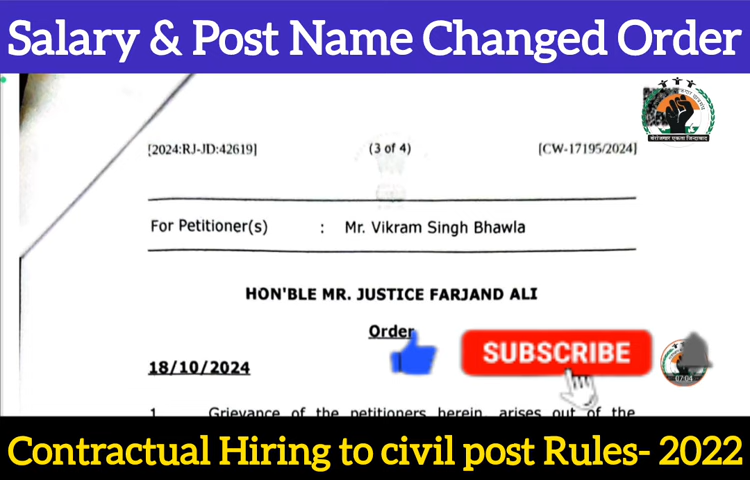 Salary & Post Name Changed Order
[2024:RJ-JD:42619] (3 of 4) [CW-17195/2024]
For Petitioner(s) : Mr. Vikram Singh Bhawla
HON'BLE MR. JUSTICE FARJAND ALI
Order
SUBSCRIBE
18/10/2024
07:04
1. Grievance of the petitioners herein arises out of the
Contractual Hiring to civil post Rules- 2022